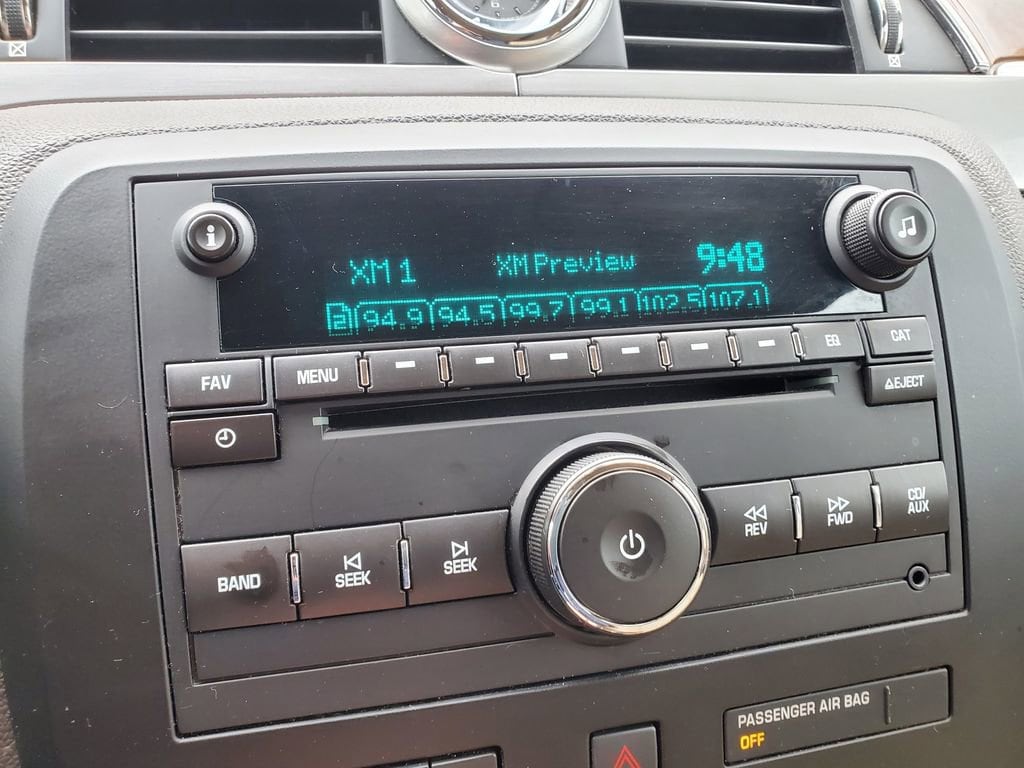 i
XM 1 XM Preview 9:48
2 94.9 94.5 99.7 99.1 102.5 107.1
FAV MENU EQ CAT
EJECT
BAND SEEK SEEK REV FWD CD/
AUX
PASSENGER AIR BAG
OFF